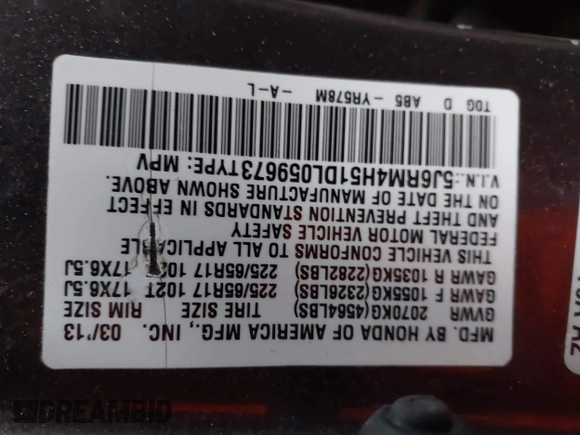 MFD. BY HONDA OF AMERICA MFG., INC. 03/'13
GVWR 2070KG(4564LBS) TIRE SIZE RIM SIZE
GAWR F 1055KG(2326LBS) 225/65R17 102T 17X6.5J
GAWR R 1035KG(2282LBS) 225/65R17 17X6.5J
THIS VEHICLE CONFORMS TO ALL APPLICABLE
FEDERAL MOTOR VEHICLE SAFETY
AND THEFT PREVENTION STANDARDS IN EFFECT
ON THE DATE OF MANUFACTURE SHOWN ABOVE.
V.I.N.:5J6RM4H51DL059673 TYPE: MPV
T0G D AB5 -YR578M -A-L
DREAMBID